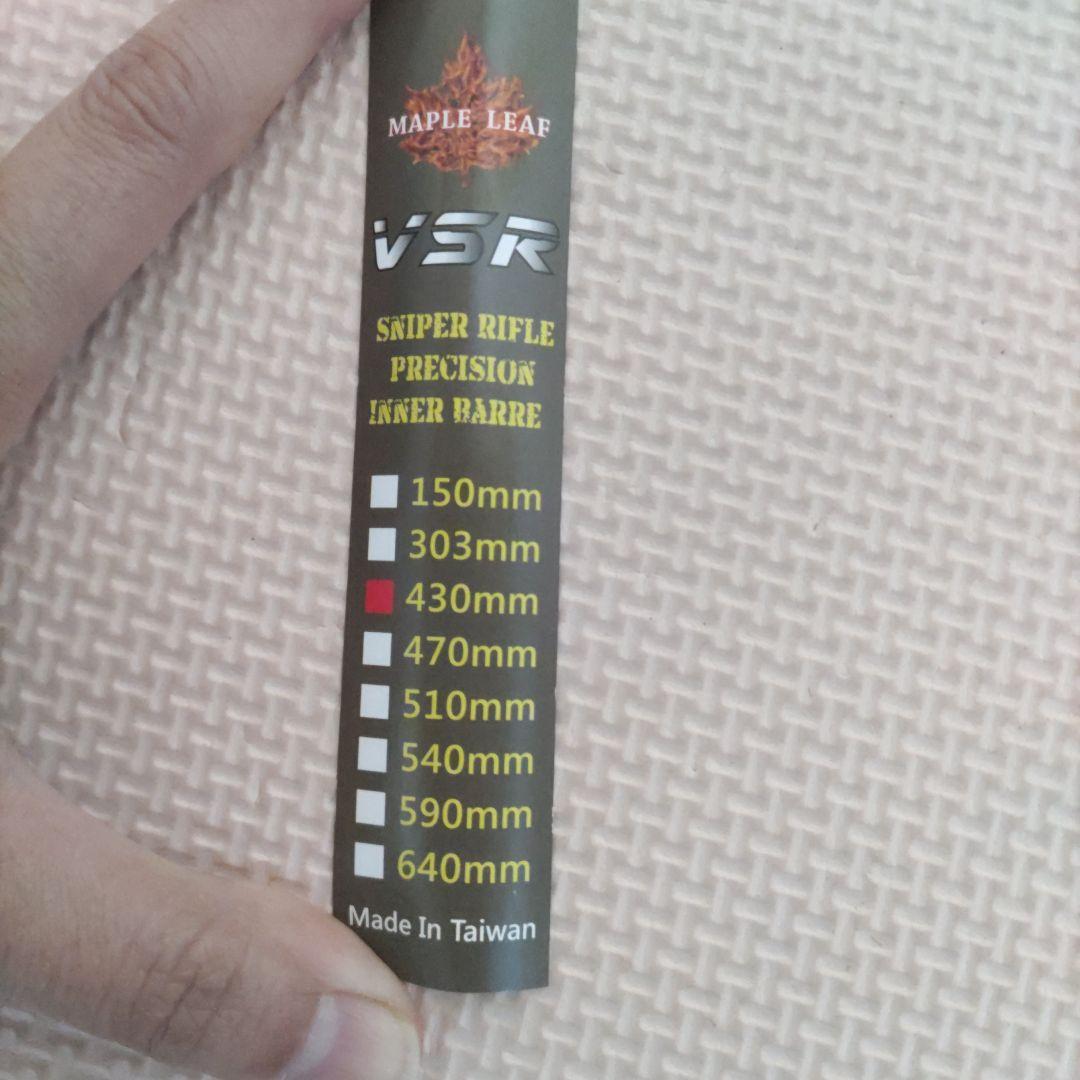 MAPLE LEAF
VSR
SNIPER RIFLE
PRECISION
INNER BARRE
150mm
303mm
430mm
470mm
510mm
540mm
590mm
640mm
Made In Taiwan